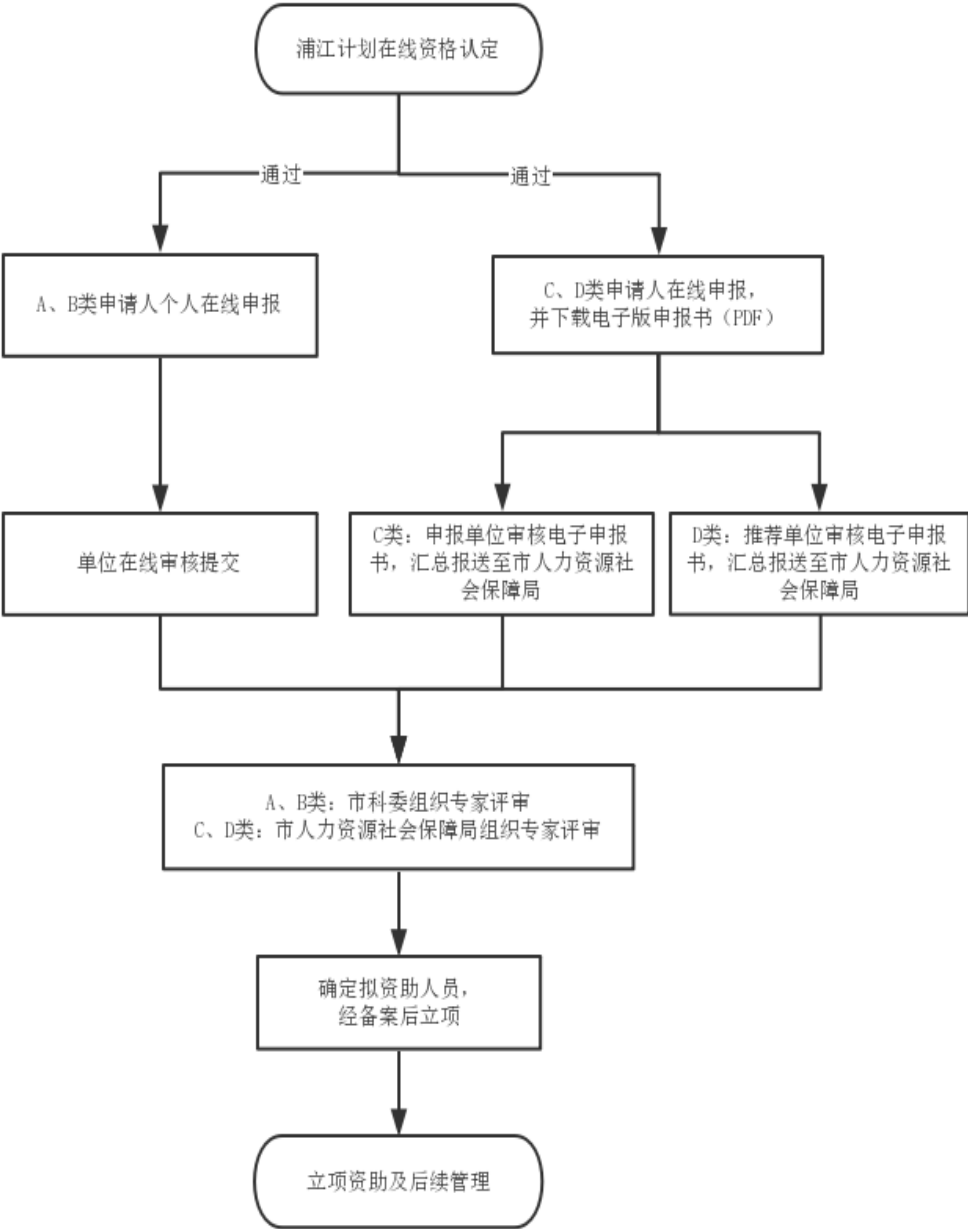 浦江计划在线资格认定
通过
通过
A、B类申请人个人在线申报
C、D类申请人在线申报，
并下载电子版申报书（PDF）
单位在线审核提交
C类：申报单位审核电子申报
书，汇总报送至市人力资源社
会保障局
D类：推荐单位审核电子申报
书，汇总报送至市人力资源社
会保障局
A、B类：市科委组织专家评审
C、D类：市人力资源社会保障局组织专家评审
确定拟资助人员，
经备案后立项
立项资助及后续管理